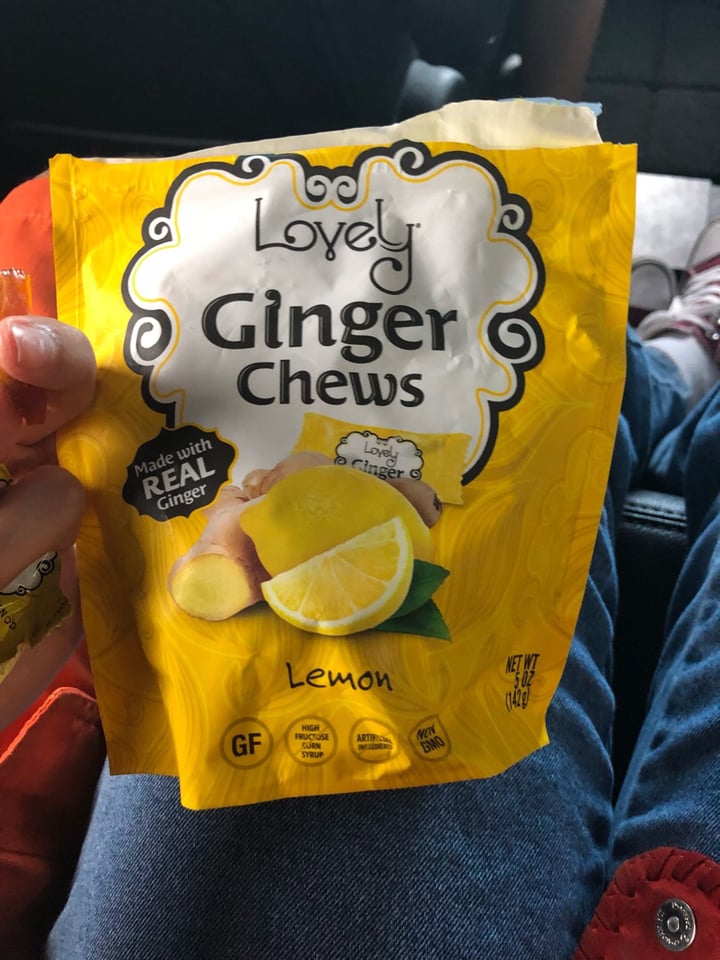 Lovely®
Ginger
Chews
Lovely
Ginger
Made with
REAL
Ginger
Lemon
NET WT
5 OZ
(142g)
GF
HIGH
FRUCTOSE
CORN
SYRUP
ARTIFICIAL
INGREDIENTS
NON
GMO